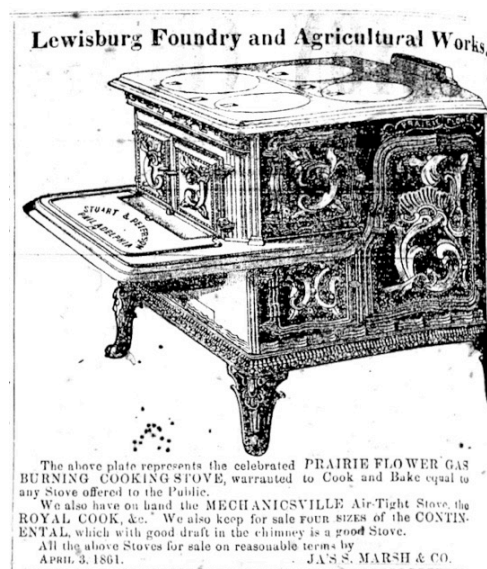 Lewisburg Foundry and Agricultural Works,
STUART & PETERSON
PHILADELPHIA
The above plate represents the celebrated PRAIRIE FLOWER GAS
BURNING COOKING STOVE, warranted to Cook and Bake equal to
any Stove offered to the Public.
We also have on hand the MECHANICSVILLE Air-Tight Stove, the
ROYAL COOK, &c. We also keep for sale FOUR SIZES of the CONTIN-
ENTAL, which with good draft in the chimney is a good Stove.
All the above Stoves for sale on reasonable terms by
APRIL 3, 1861. JA'S S. MARSH & CO.